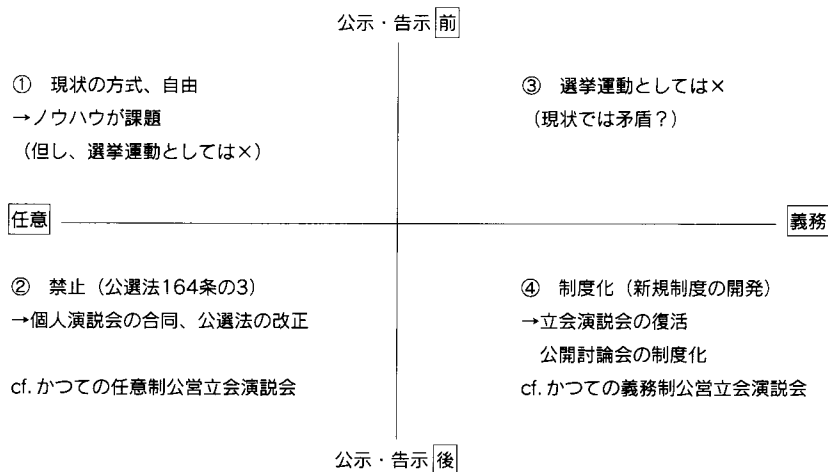 公示・告示前
① 現状の方式、自由
→ノウハウが課題
（但し、選挙運動としては×）
③ 選挙運動としては×
（現状では矛盾？）
任意
義務
② 禁止（公選法164条の3）
→個人演説会の合同、公選法の改正
cf. かつての任意制公営立会演説会
④ 制度化（新規制度の開発）
→立会演説会の復活
公開討論会の制度化
cf. かつての義務制公営立会演説会
公示・告示後